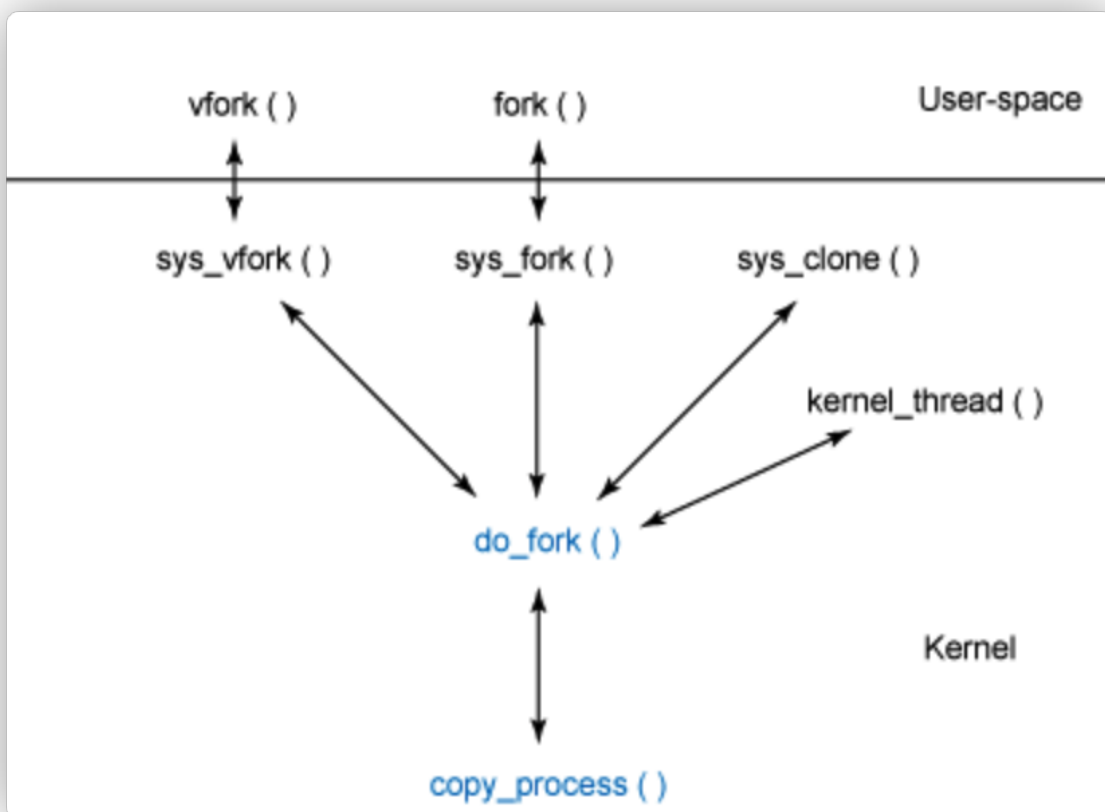 vfork ( ) fork ( ) User-space
sys_vfork ( ) sys_fork ( ) sys_clone ( )
kernel_thread ( )
do_fork ( )
Kernel
copy_process ( )